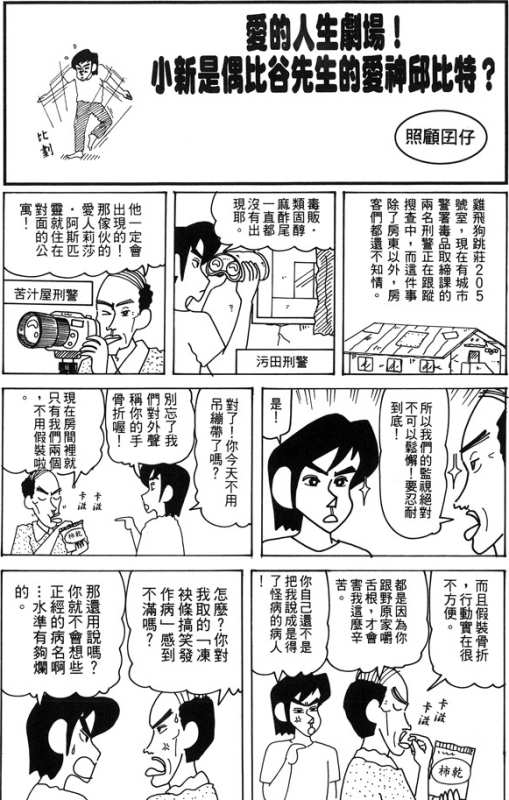 愛的人生劇場！
小新是偶比谷先生的愛神邱比特？
比劃
照顧囝仔
雞飛狗跳莊205
號室，現在有城市
警署毒品取締課的
兩名刑警正在跟蹤
搜查中，而這件事
除了房東以外，房
客們都還不知情。
毒販．
類固醇
麻酢尾
一直都
沒有出
現耶。
污田刑警
他一定會
出現的！
那傢伙的
愛人莉莎
．阿斯匹
靈就住在
對面的公
寓！
苦汁屋刑警
所以我們的監視絕對
不可以鬆懈！要忍耐
到底！
是！
對了！你今天不用
吊繃帶了嗎？
別忘了我
們對外聲
稱你的手
骨折喔！
現在房間裡就
只有我們兩個
，不用假裝啦
。
卡滋
卡滋
柿乾
而且假裝骨折
，行動實在很
不方便。
都是因為你
跟野原家嚼
舌根，才會
害我這麼辛
苦。
你自己還不是
把我說成是得
了怪病的病人
！
卡滋
卡滋
柿乾
怎麼？你對
我取的「凍
袂條搞笑發
作病」感到
不滿嗎？
那還用說嗎？
你就不會想些
正經的病名啊
…水準有夠爛
的。